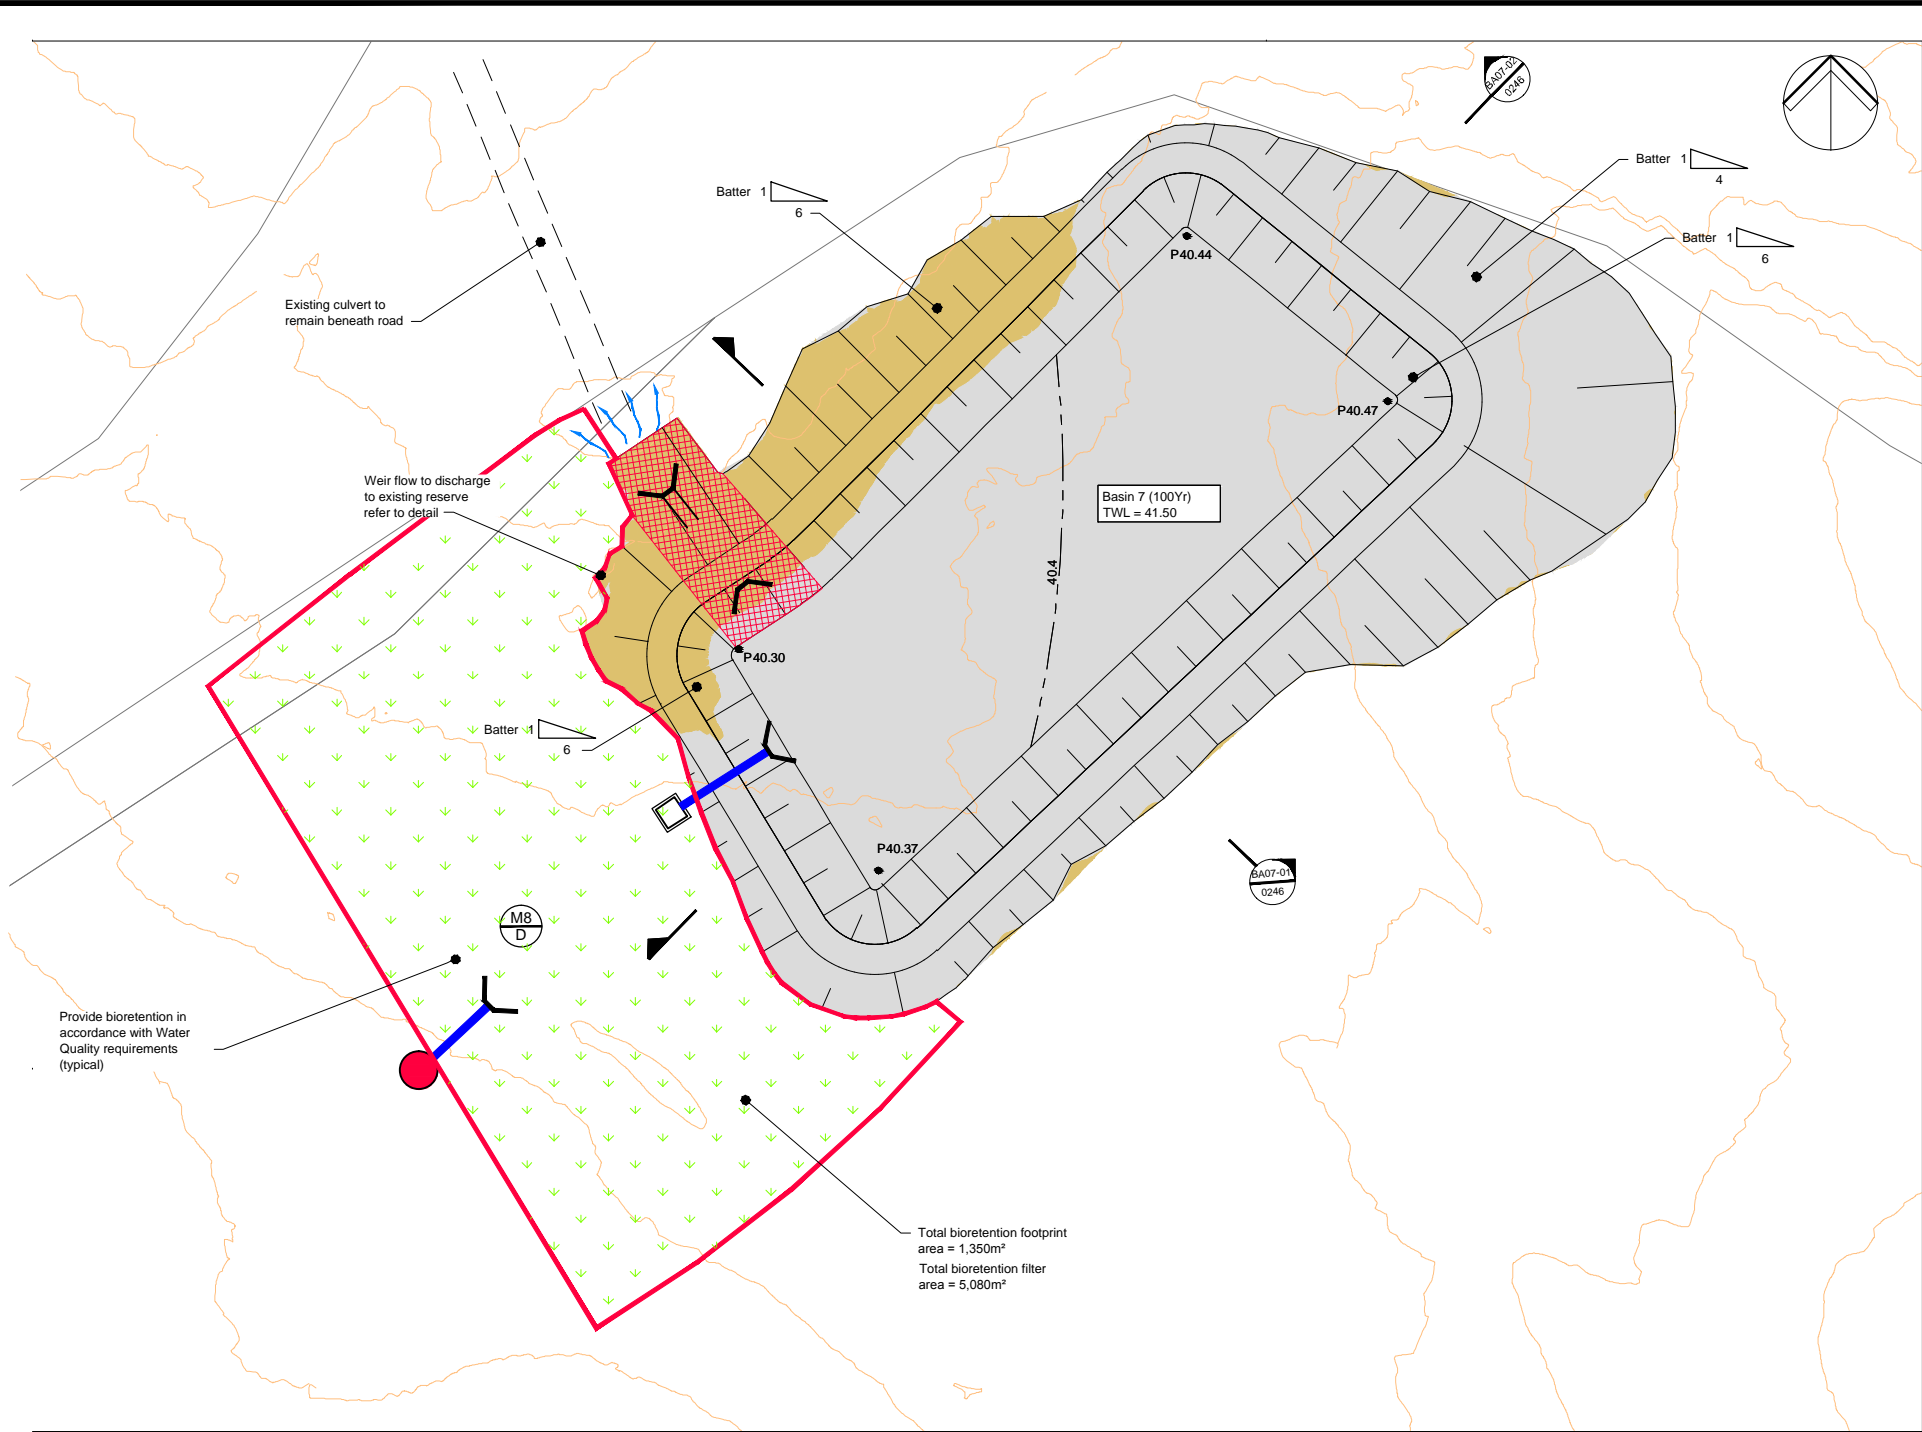 BA07-02
0246
Batter 1
4
Batter 1
6
Batter 1
6
P40.44
Existing culvert to
remain beneath road
P40.47
Weir flow to discharge
to existing reserve
refer to detail
Basin 7 (100Yr)
TWL = 41.50
40.4
P40.30
Batter 1
6
P40.37
BA07-01
0246
M8
D
Provide bioretention in
accordance with Water
Quality requirements
(typical)
Total bioretention footprint
area = 1,350m²
Total bioretention filter
area = 5,080m²